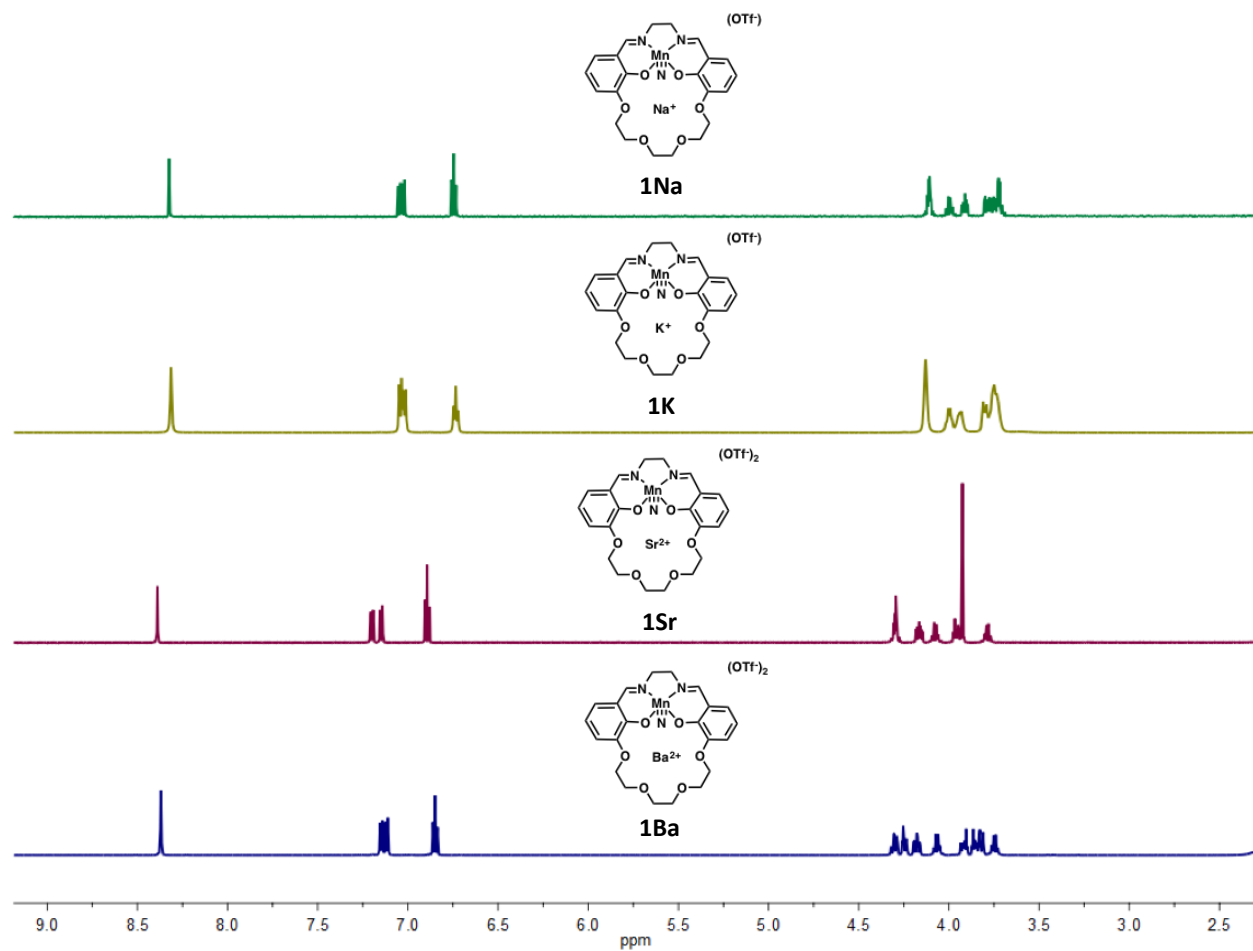 (OTf⁻)
N N
Mn
O N O
O Na⁺ O
O O
1Na
(OTf⁻)
N N
Mn
O N O
O K⁺ O
O O
1K
(OTf⁻)₂
N N
Mn
O N O
O Sr²⁺ O
O O
1Sr
(OTf⁻)₂
N N
Mn
O N O
O Ba²⁺ O
O O
1Ba
9.0 8.5 8.0 7.5 7.0 6.5 6.0 5.5 5.0 4.5 4.0 3.5 3.0 2.5
ppm